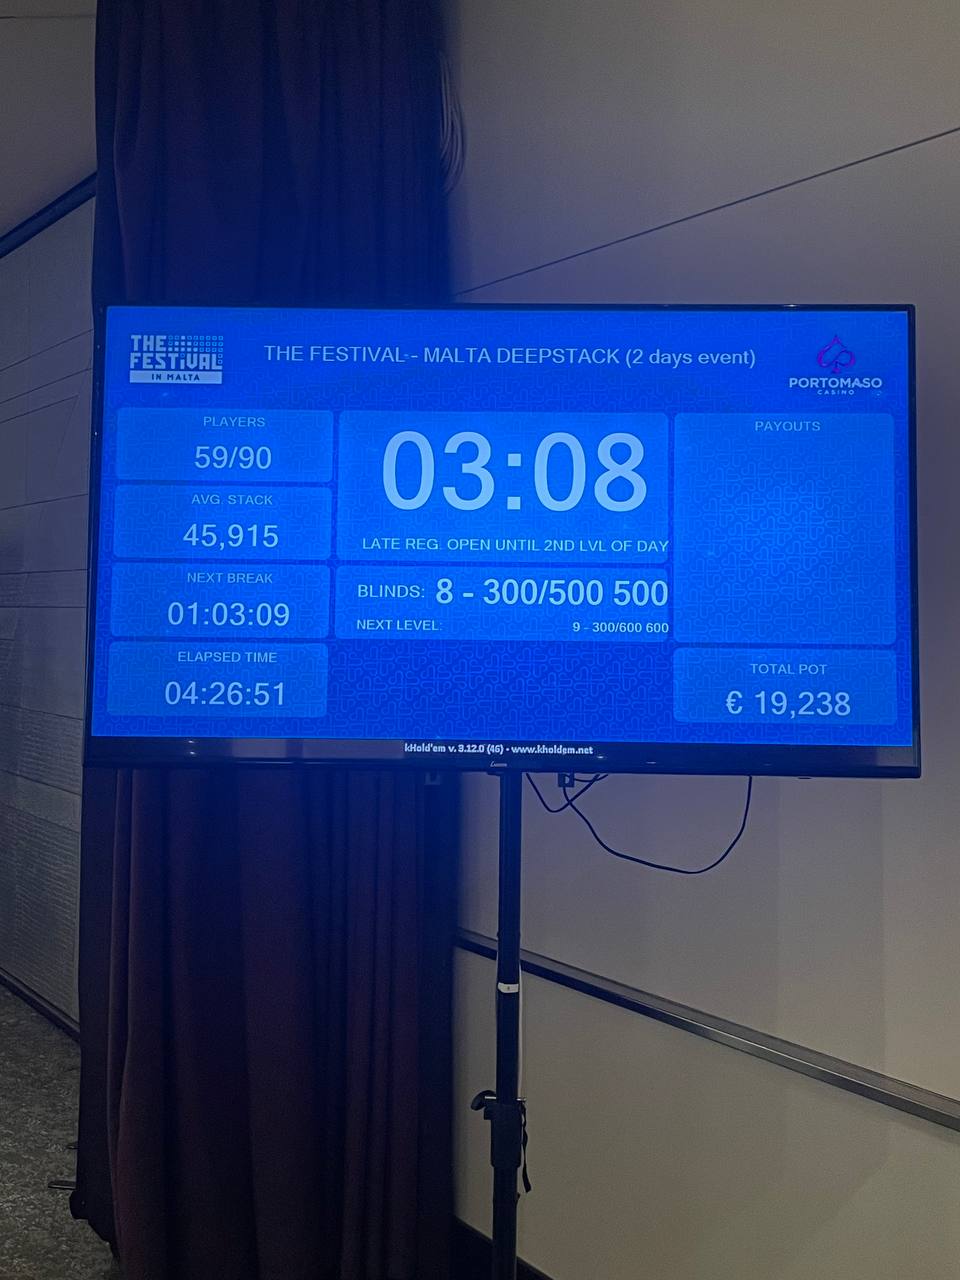 THE
FESTiVAL
IN MALTA
THE FESTIVAL - MALTA DEEPSTACK (2 days event)
PORTOMASO
CASINO
PLAYERS
59/90
AVG. STACK
45,915
NEXT BREAK
01:03:09
ELAPSED TIME
04:26:51
03:08
LATE REG. OPEN UNTIL 2ND LVL OF DAY
BLINDS: 8 - 300/500 500
NEXT LEVEL: 9 - 300/600 600
PAYOUTS
TOTAL POT
€ 19,238
kHold'em v. 3.12.0 (46) • www.kholdem.net